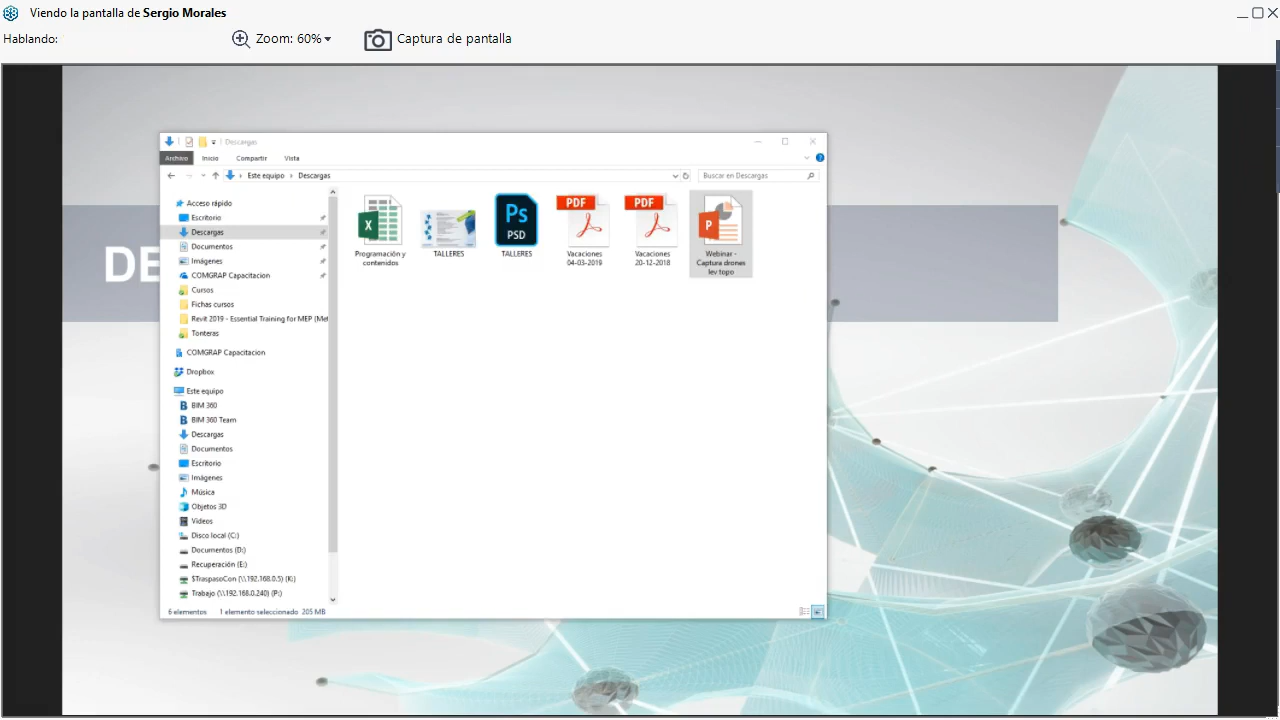 Viendo la pantalla de Sergio Morales
Hablando:
Zoom: 60%
Captura de pantalla
DE
Descargas
Archivo Inicio Compartir Vista
Este equipo > Descargas
Buscar en Descargas
Acceso rápido
Escritorio
Descargas
Documentos
Imágenes
COMGRAP Capacitacion
Cursos
Fichas cursos
Revit 2019 - Essential Training for MEP (Met
Tonteras
COMGRAP Capacitacion
Dropbox
Este equipo
BIM 360
BIM 360 Team
Descargas
Documentos
Escritorio
Imágenes
Música
Objetos 3D
Videos
Disco local (C:)
Documentos (D:)
Recuperación (E:)
$TraspasoCon (\\192.168.0.5) (K:)
Trabajo (\\192.168.0.240) (P:)
X
Programación y
contenidos
TALLERES
Ps
PSD
TALLERES
PDF
Vacaciones
04-03-2019
PDF
Vacaciones
20-12-2018
P
Webinar -
Captura drones
lev topo
6 elementos 1 elemento seleccionado 205 MB